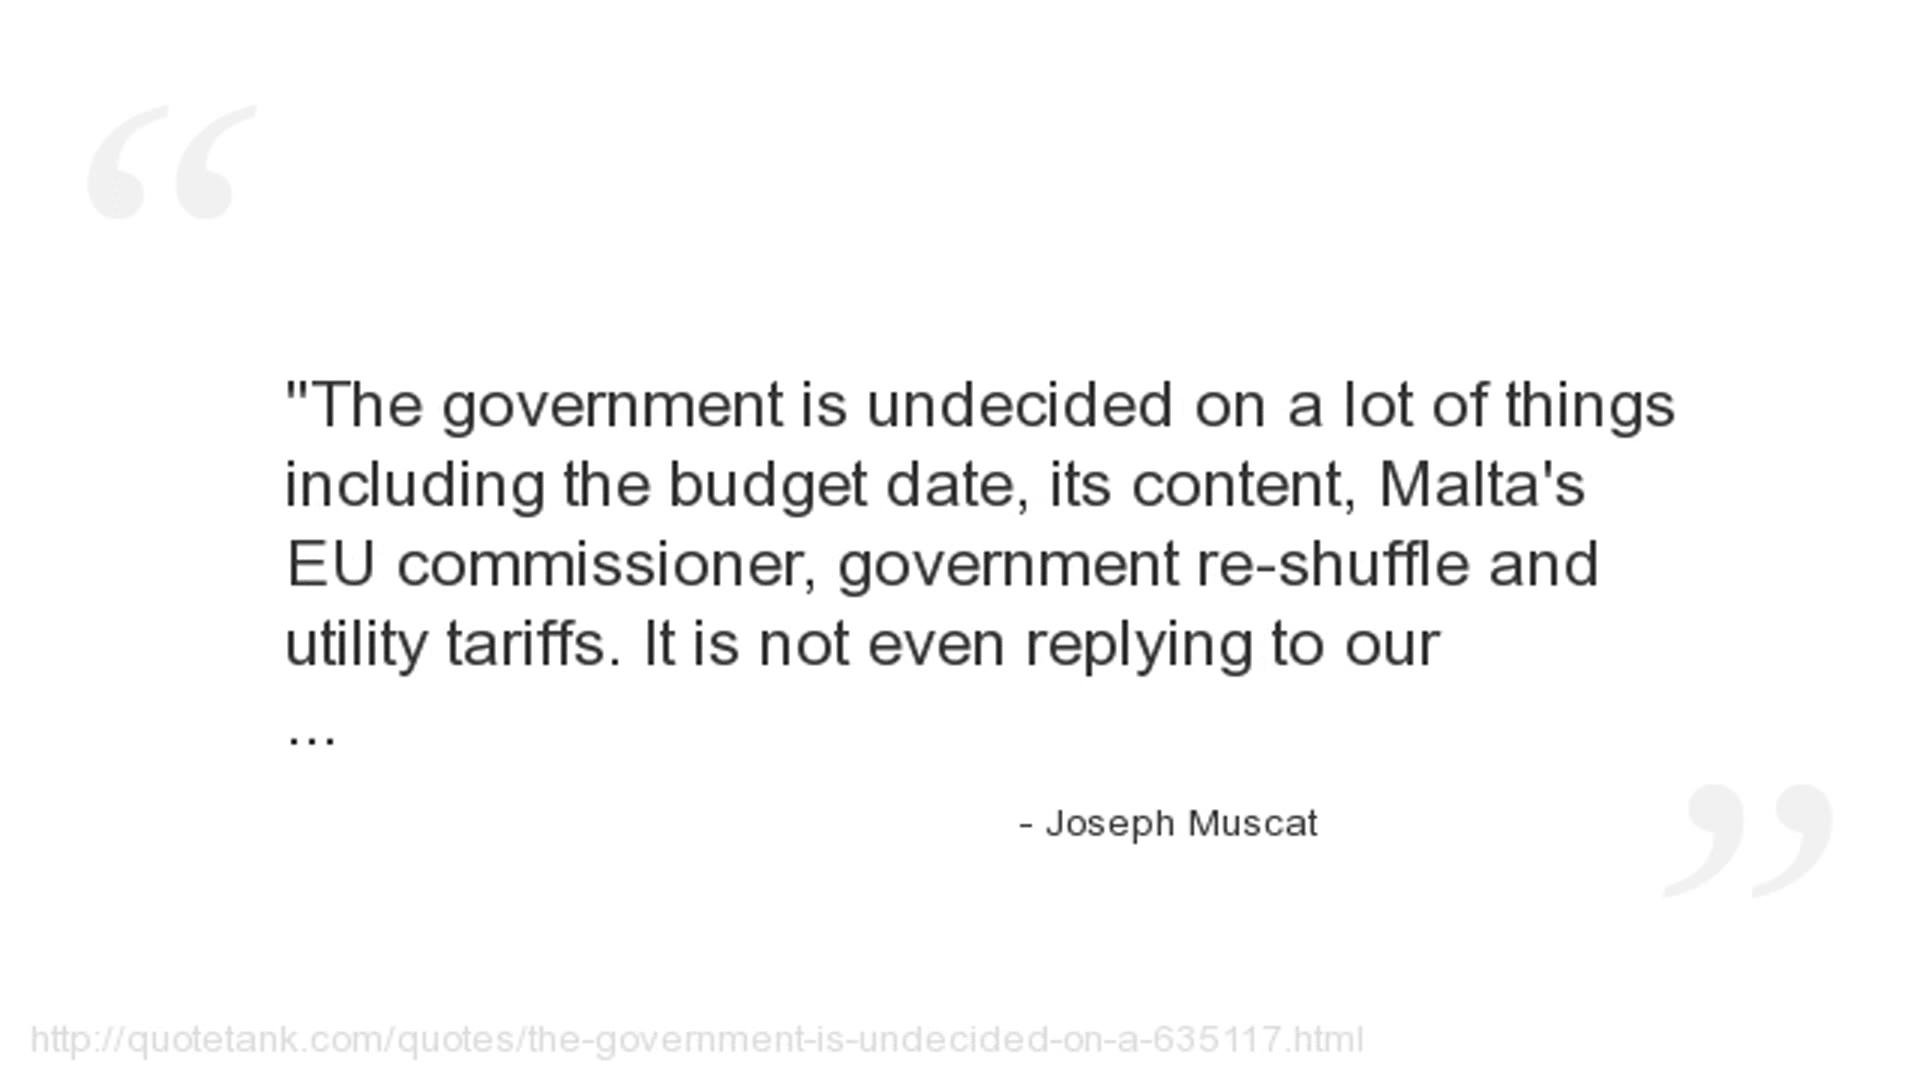 "The government is undecided on a lot of things
including the budget date, its content, Malta's
EU commissioner, government re-shuffle and
utility tariffs. It is not even replying to our
...
- Joseph Muscat
http://quotetank.com/quotes/the-government-is-undecided-on-a-635117.html